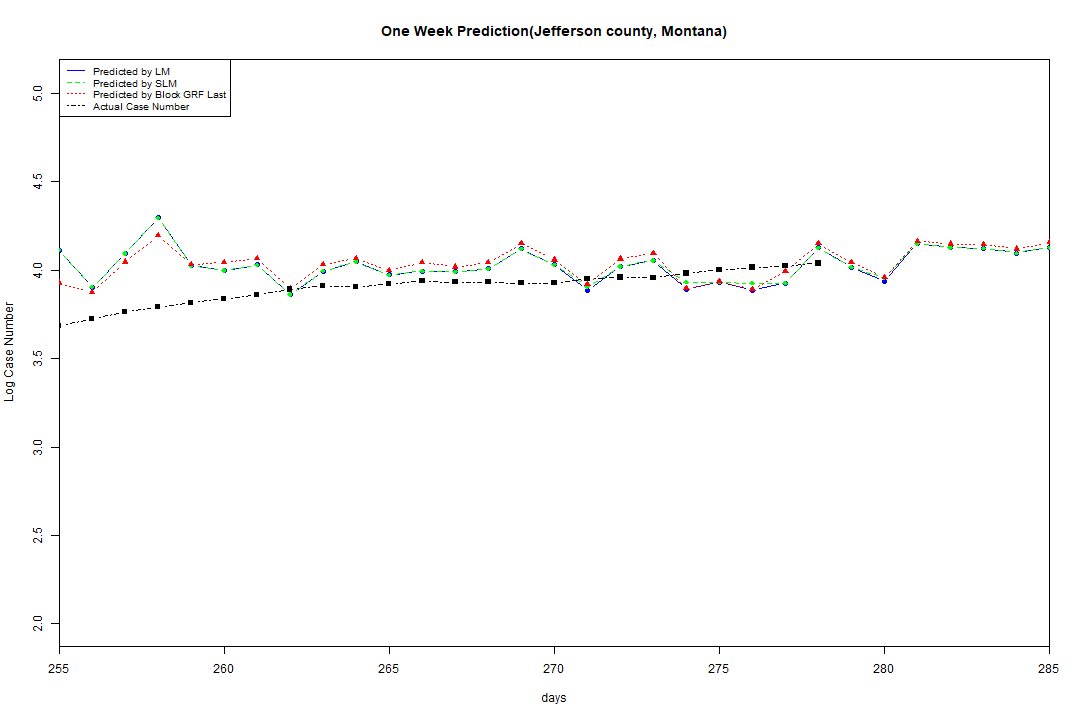 One Week Prediction(Jefferson county, Montana)
Predicted by LM
Predicted by SLM
Predicted by Block GRF Last
Actual Case Number
5.0
4.5
4.0
3.5
3.0
2.5
2.0
Log Case Number
255 260 265 270 275 280 285
days